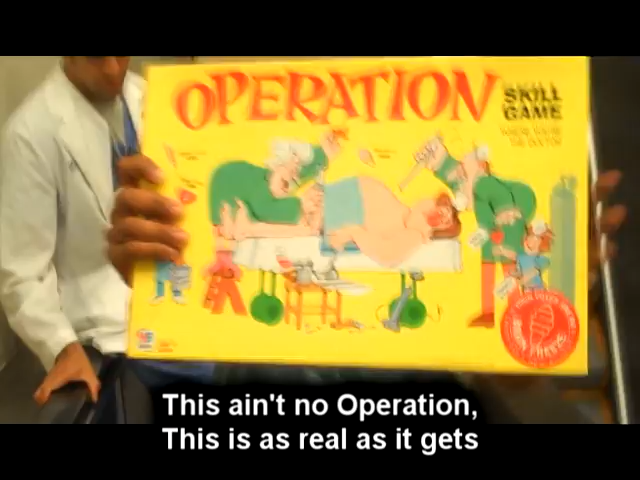 OPERATION
SKILL
GAME
This ain't no Operation,
This is as real as it gets